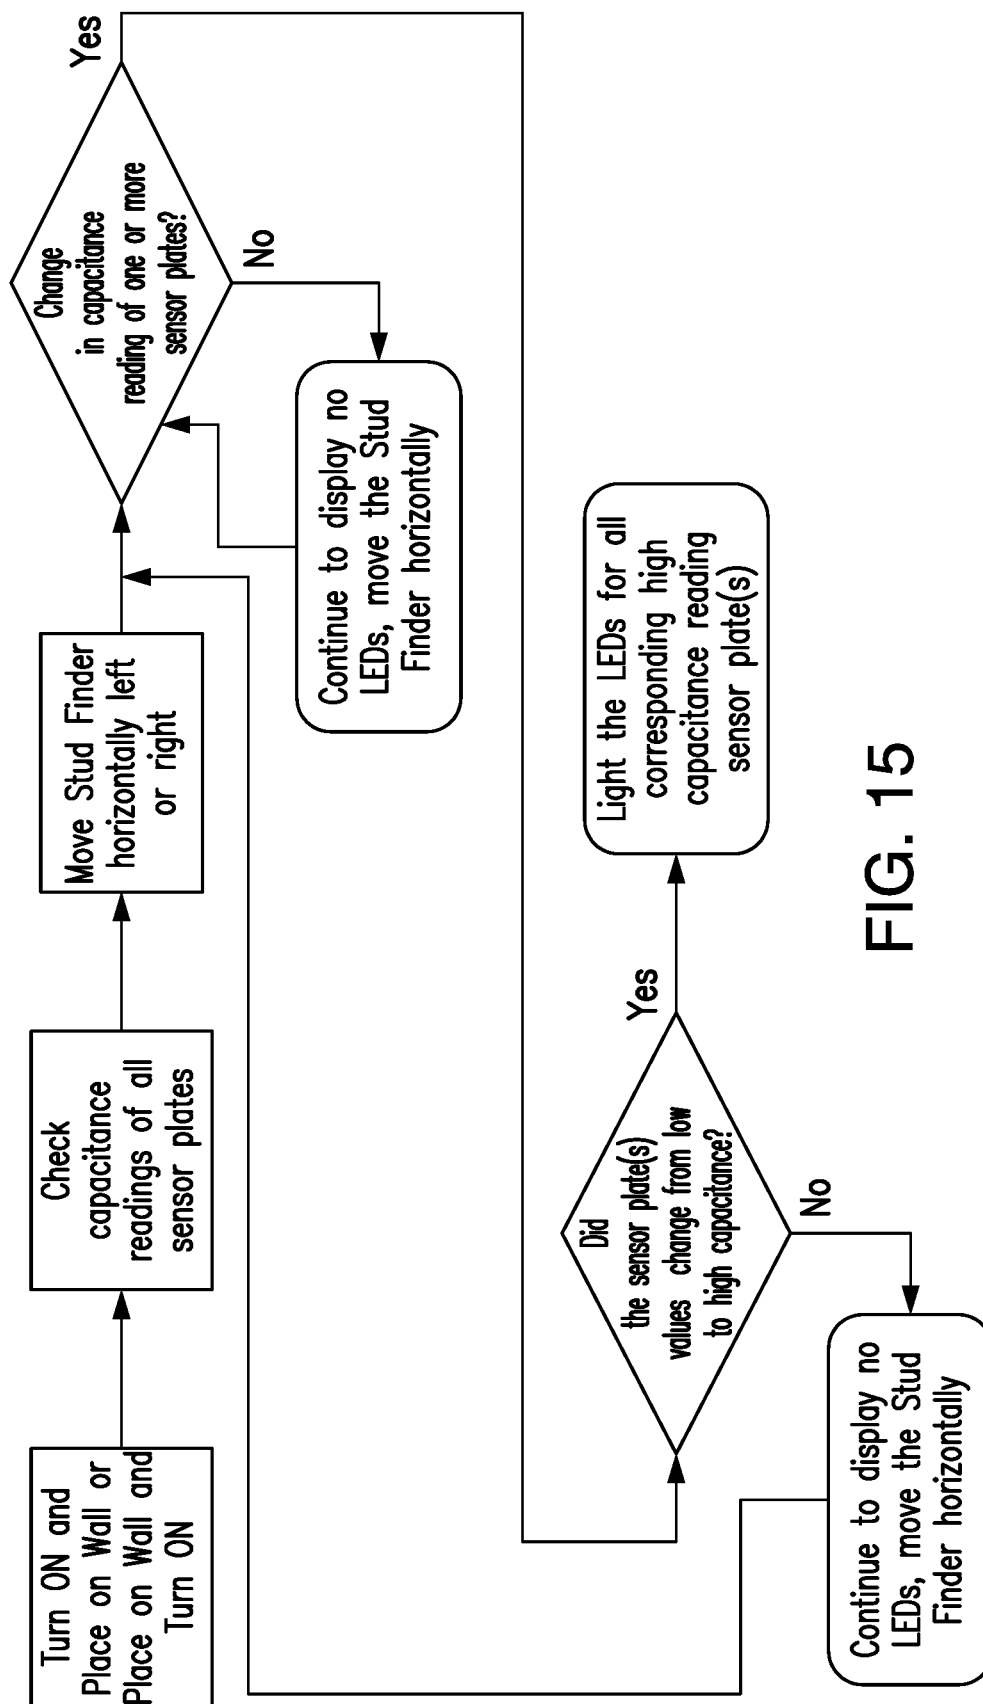 Turn ON and
Place on Wall or
Place on Wall and
Turn ON
Check
capacitance
readings of all
sensor plates
Move Stud Finder
horizontally left
or right
Change
in capacitance
reading of one or more
sensor plates?
Yes
No
Continue to display no
LEDs, move the Stud
Finder horizontally
Did
the sensor plate(s)
values change from low
to high capacitance?
Yes
No
Light the LEDs for all
corresponding high
capacitance reading
sensor plate(s)
Continue to display no
LEDs, move the Stud
Finder horizontally
FIG. 15